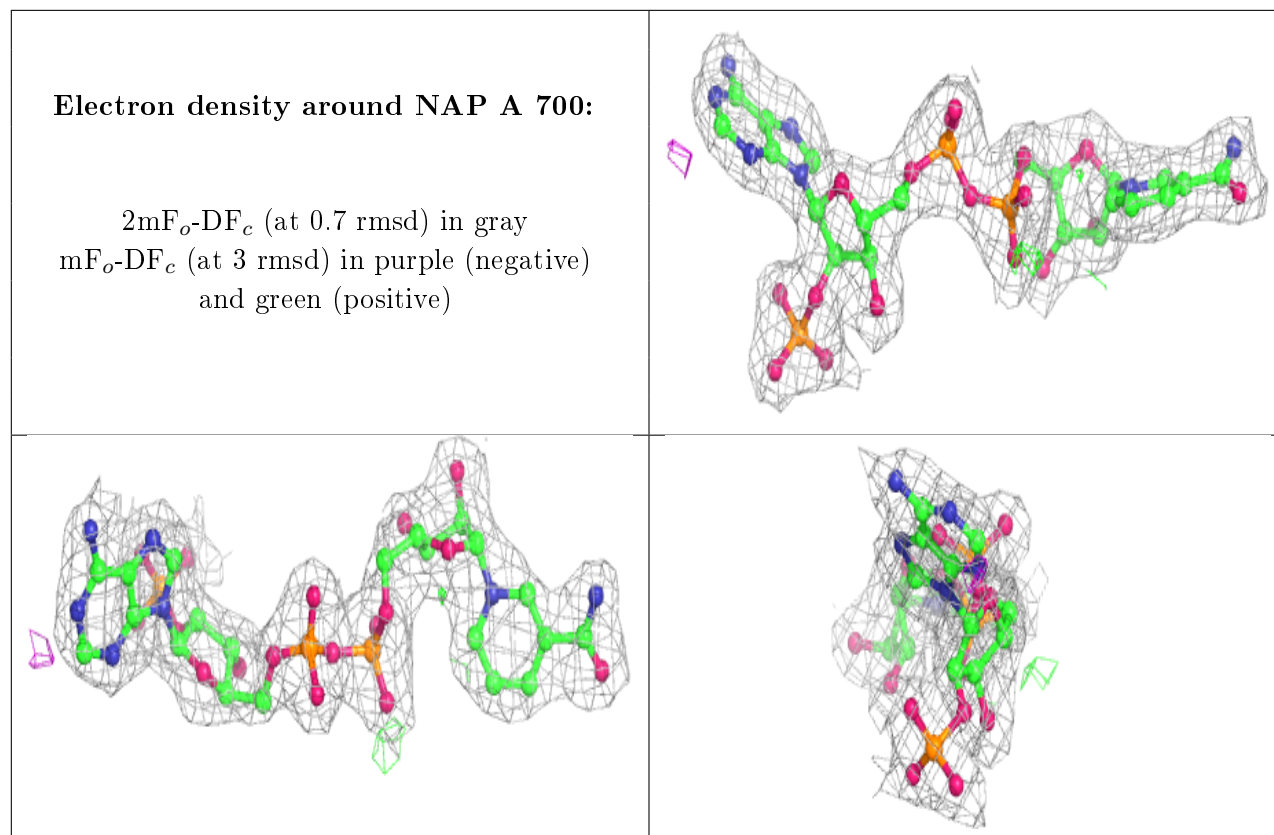 Electron density around NAP A 700:
2mFₒ-DF𝒸 (at 0.7 rmsd) in gray
mFₒ-DF𝒸 (at 3 rmsd) in purple (negative)
and green (positive)